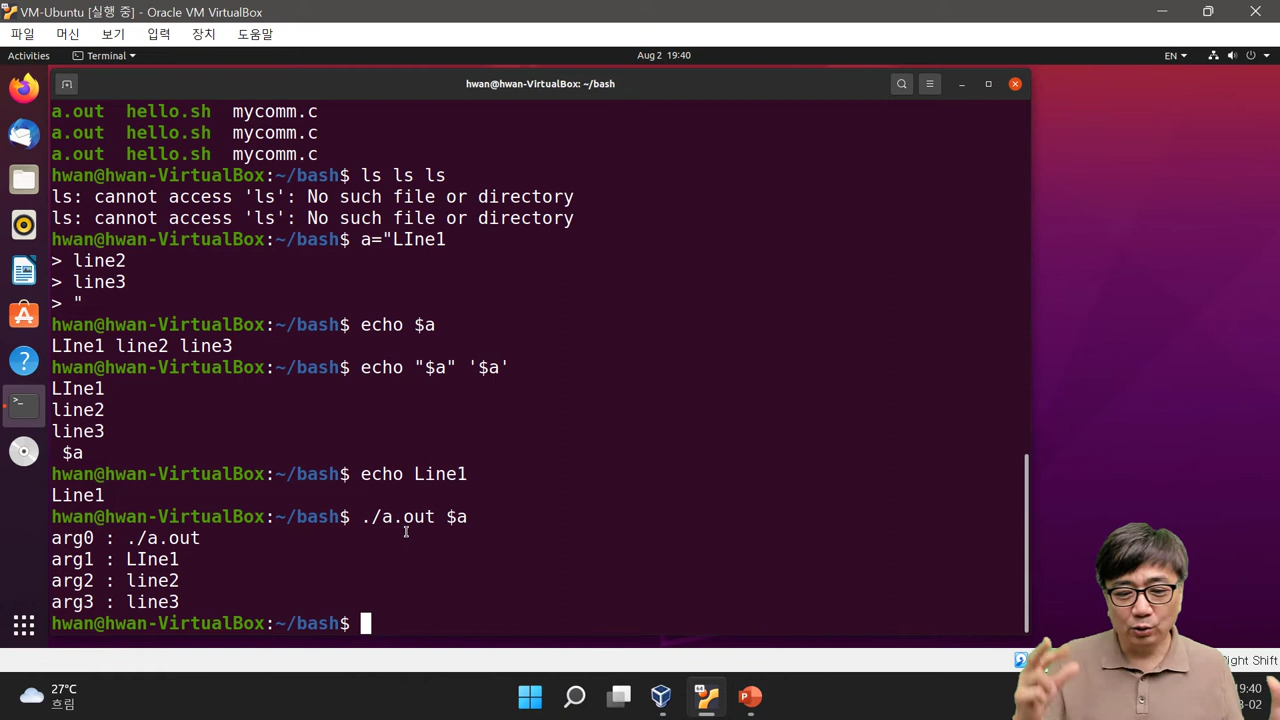 VM-Ubuntu [실행 중] - Oracle VM VirtualBox
파일 머신 보기 입력 장치 도움말
Activities Terminal Aug 2 19:40 EN
hwan@hwan-VirtualBox: ~/bash
a.out hello.sh mycomm.c
a.out hello.sh mycomm.c
a.out hello.sh mycomm.c
hwan@hwan-VirtualBox:~/bash$ ls ls ls
ls: cannot access 'ls': No such file or directory
ls: cannot access 'ls': No such file or directory
hwan@hwan-VirtualBox:~/bash$ a="LIne1
> line2
> line3
> "
hwan@hwan-VirtualBox:~/bash$ echo $a
LIne1 line2 line3
hwan@hwan-VirtualBox:~/bash$ echo "$a" '$a'
LIne1
line2
line3
 $a
hwan@hwan-VirtualBox:~/bash$ echo Line1
Line1
hwan@hwan-VirtualBox:~/bash$ ./a.out $a
arg0 : ./a.out
arg1 : LIne1
arg2 : line2
arg3 : line3
hwan@hwan-VirtualBox:~/bash$
Right Shift
27°C
흐림
19:40
-02